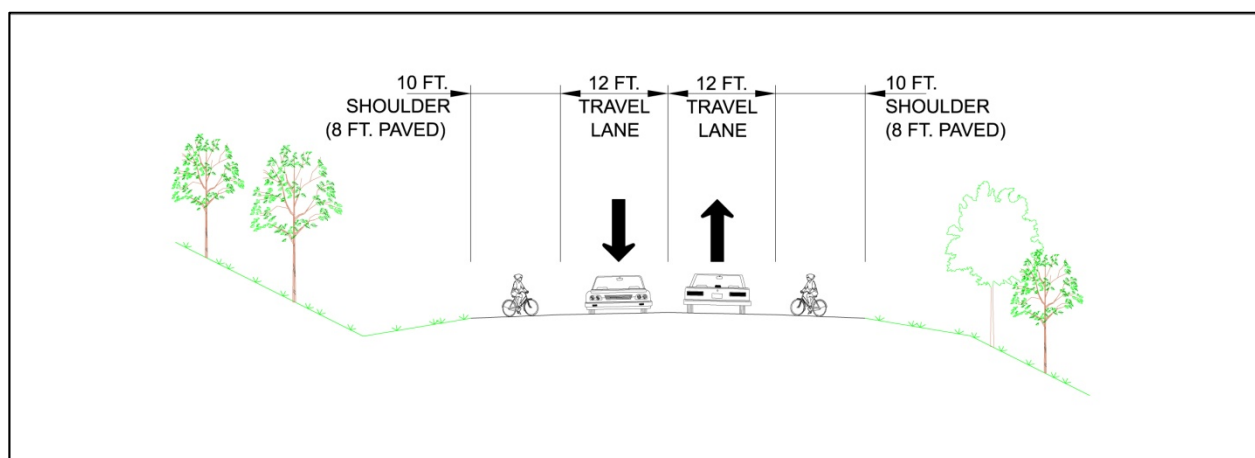 10 FT.
SHOULDER
(8 FT. PAVED)
12 FT.
TRAVEL
LANE
12 FT.
TRAVEL
LANE
10 FT.
SHOULDER
(8 FT. PAVED)